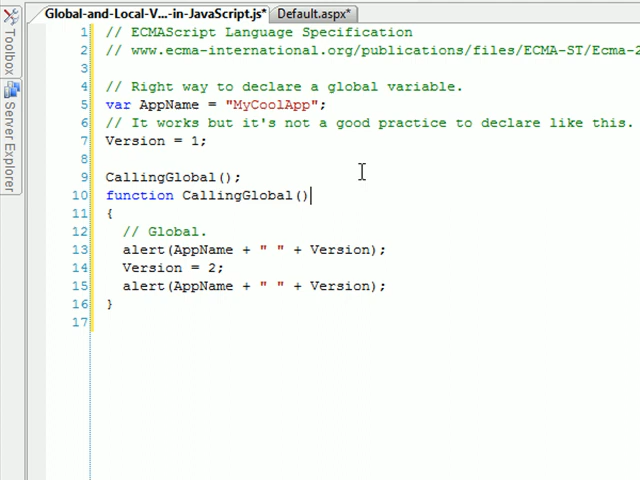 Global-and-Local-V...-in-JavaScript.js* Default.aspx*
Toolbox
Server Explorer
1 // ECMAScript Language Specification
2 // www.ecma-international.org/publications/files/ECMA-ST/Ecma-2
3
4 // Right way to declare a global variable.
5 var AppName = "MyCoolApp";
6 // It works but it's not a good practice to declare like this.
7 Version = 1;
8
9 CallingGlobal();
10 function CallingGlobal()
11 {
12 // Global.
13 alert(AppName + " " + Version);
14 Version = 2;
15 alert(AppName + " " + Version);
16 }
17